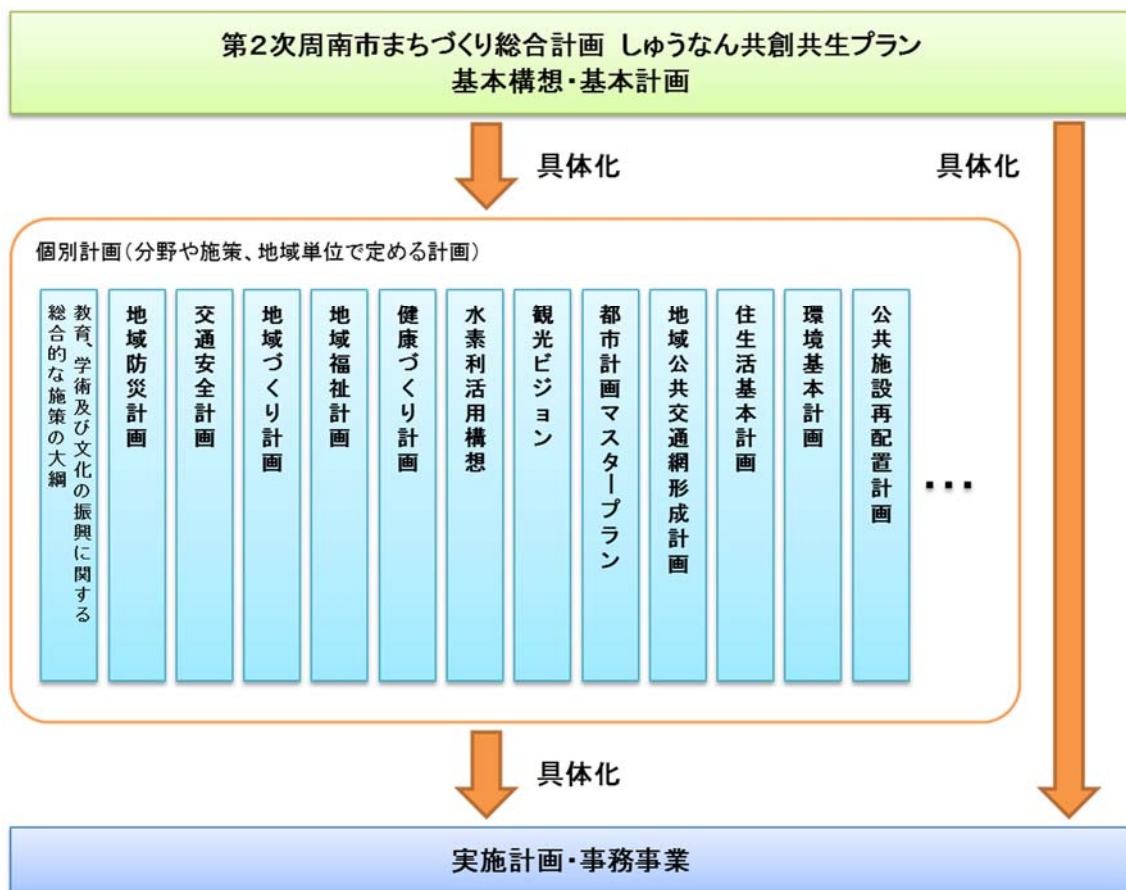 第２次周南市まちづくり総合計画 しゅうなん共創共生プラン
基本構想・基本計画
具体化
具体化
個別計画（分野や施策、地域単位で定める計画）
教育、学術及び文化の振興に関する
総合的な施策の大綱
地域防災計画
交通安全計画
地域づくり計画
地域福祉計画
健康づくり計画
水素利活用構想
観光ビジョン
都市計画マスタープラン
地域公共交通網形成計画
住生活基本計画
環境基本計画
公共施設再配置計画
・・・
具体化
実施計画・事務事業